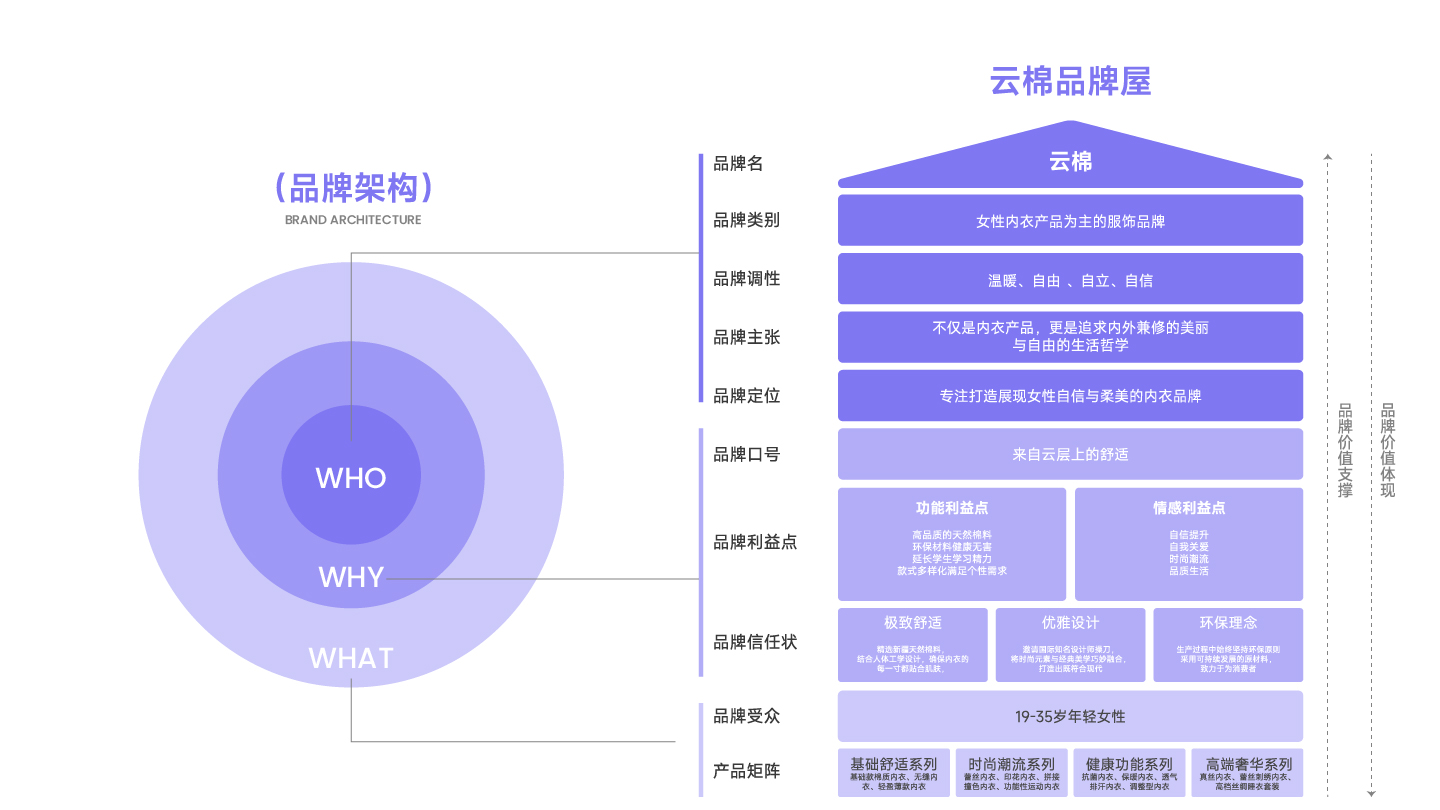 云棉品牌屋
(品牌架构)
BRAND ARCHITECTURE
WHO
WHY
WHAT
品牌名
云棉
品牌类别
女性内衣产品为主的服饰品牌
品牌调性
温暖、自由 、自立、自信
品牌主张
不仅是内衣产品，更是追求内外兼修的美丽
与自由的生活哲学
品牌定位
专注打造展现女性自信与柔美的内衣品牌
品牌口号
来自云层上的舒适
品牌利益点
功能利益点
高品质的天然棉料
环保材料健康无害
延长学生学习精力
款式多样化满足个性需求
情感利益点
自信提升
自我关爱
时尚潮流
品质生活
品牌信任状
极致舒适
精选新疆天然棉料，
结合人体工学设计，确保内衣的
每一寸都贴合肌肤，
优雅设计
邀请国际知名设计师操刀，
将时尚元素与经典美学巧妙融合，
打造出既符合现代
环保理念
生产过程中始终坚持环保原则
采用可持续发展的原材料，
致力于为消费者
品牌受众
19-35岁年轻女性
产品矩阵
基础舒适系列
基础款棉质内衣、无缝内
衣、轻盈薄款内衣
时尚潮流系列
蕾丝内衣、印花内衣、拼接
撞色内衣、功能性运动内衣
健康功能系列
抗菌内衣、保暖内衣、透气
排汗内衣、调整型内衣
高端奢华系列
真丝内衣、蕾丝刺绣内衣、
高档丝绸睡衣套装
品牌价值支撑
品牌价值体现